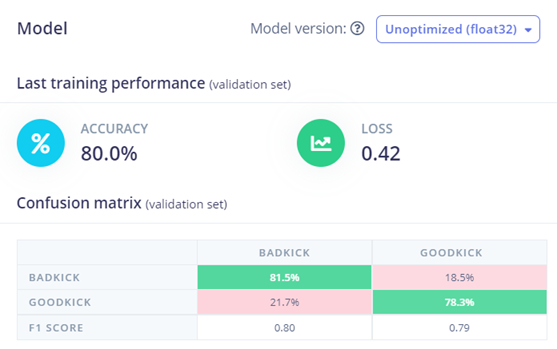 Model
Model version: ? Unoptimized (float32)
Last training performance (validation set)
% ACCURACY
80.0%
LOSS
0.42
Confusion matrix (validation set)
BADKICK GOODKICK
BADKICK 81.5% 18.5%
GOODKICK 21.7% 78.3%
F1 SCORE 0.80 0.79